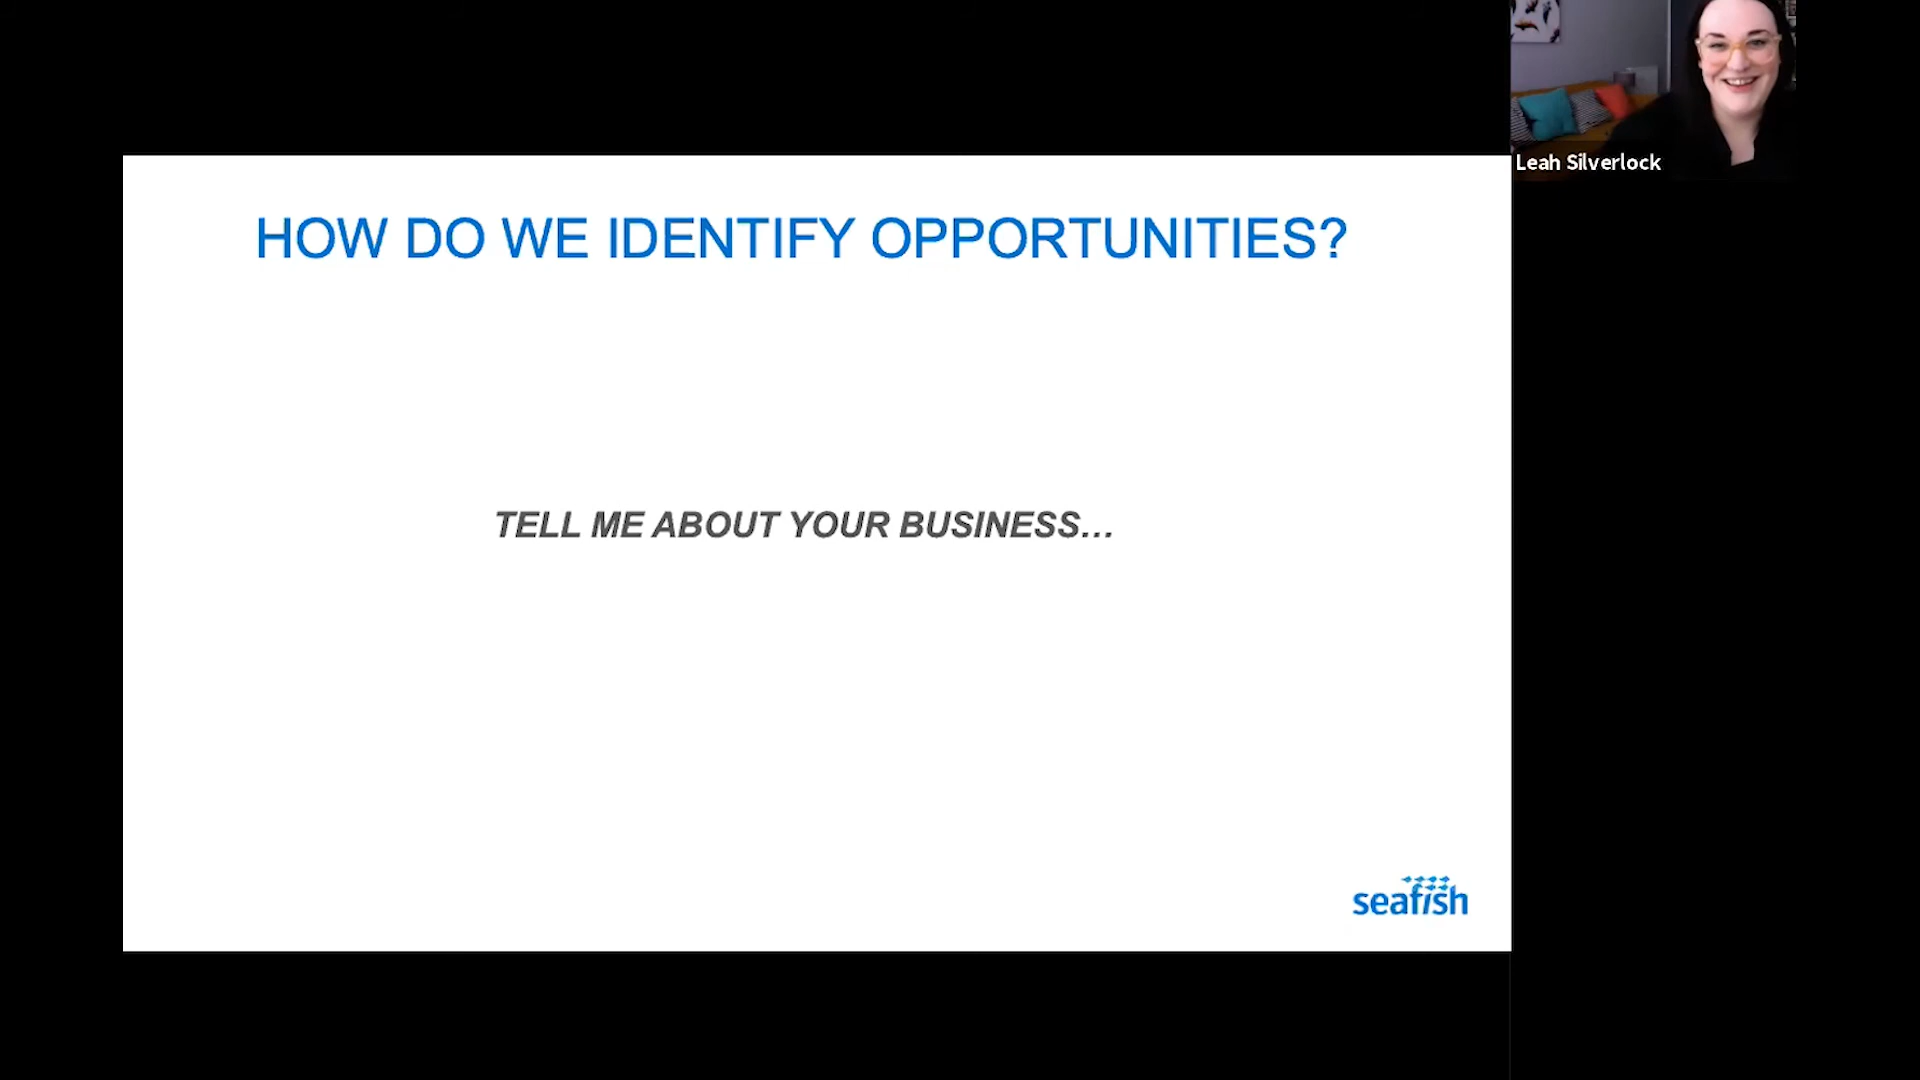 Leah Silverlock
HOW DO WE IDENTIFY OPPORTUNITIES?
TELL ME ABOUT YOUR BUSINESS...
seafish